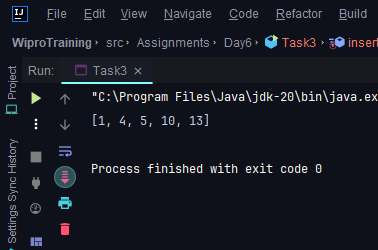 IJ File Edit View Navigate Code Refactor Build
WiproTraining src Assignments Day6 Task3 insert
Run: Task3
Project
"C:\Program Files\Java\jdk-20\bin\java.ex
[1, 4, 5, 10, 13]
Process finished with exit code 0
Settings Sync History